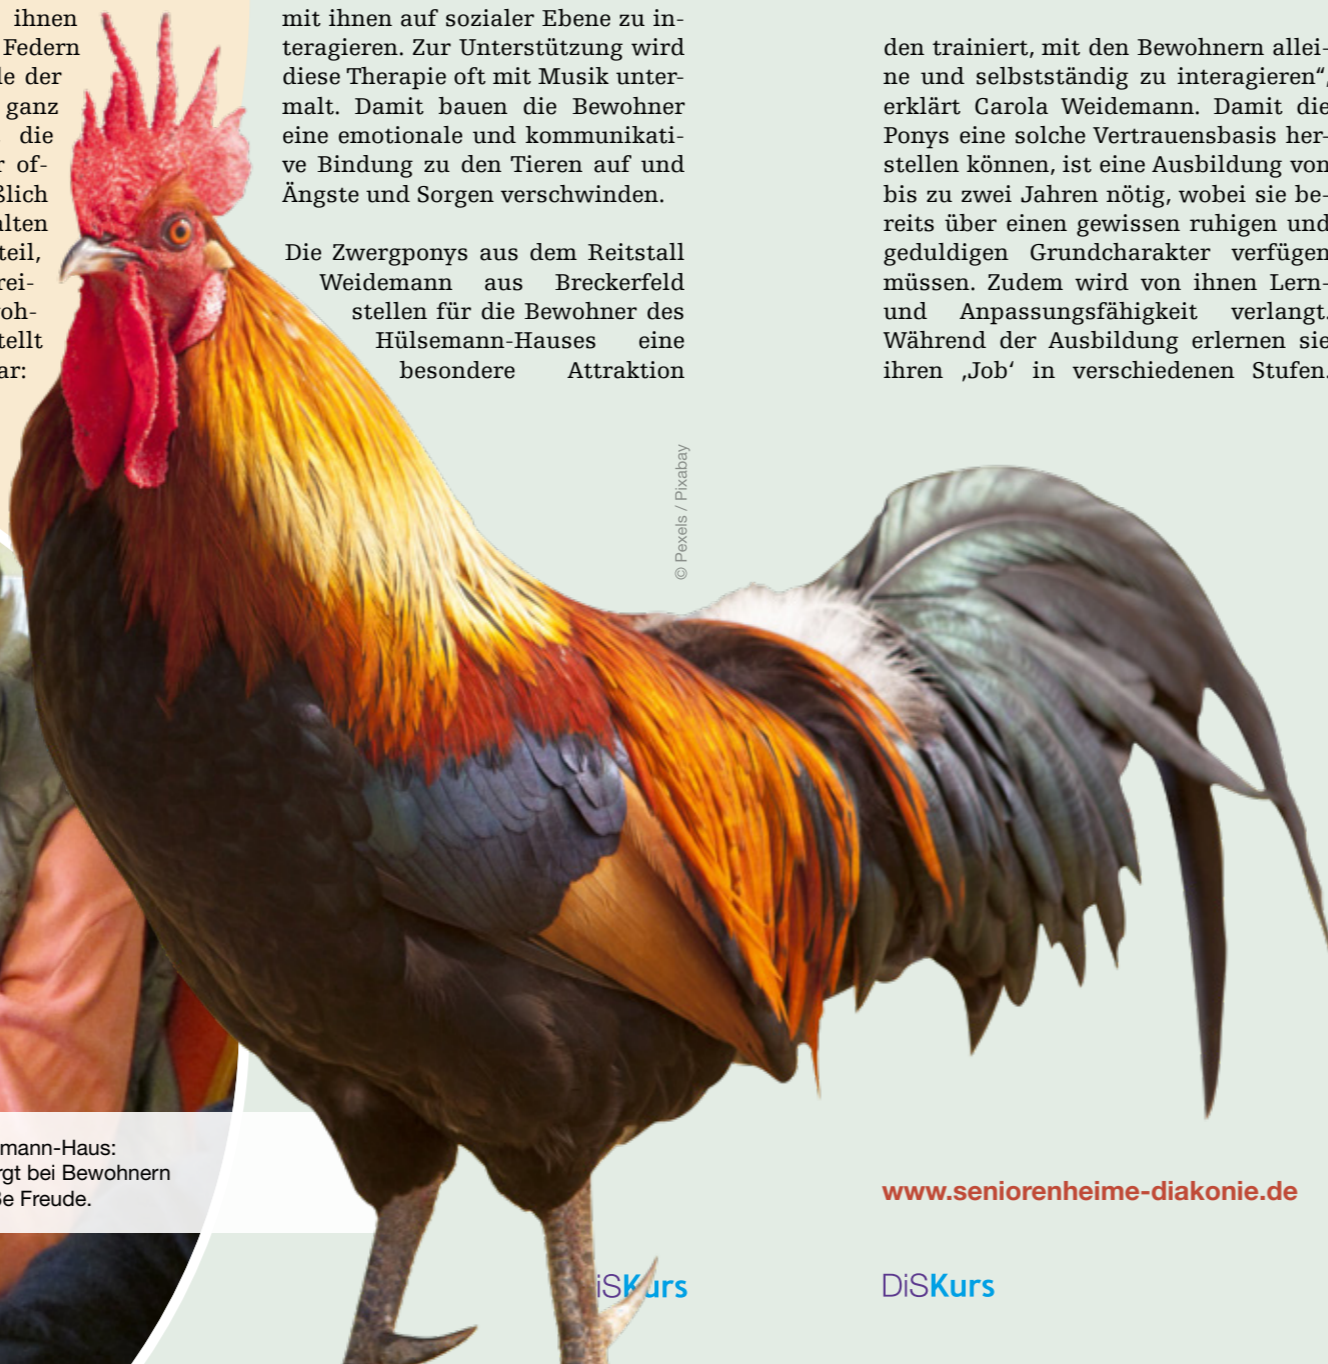 ihnen
Federn
der
ganz
die
of-
ßlich
alten
teil,
rei-
oh-
tellt
ar:
mit ihnen auf sozialer Ebene zu in-
teragieren. Zur Unterstützung wird
diese Therapie oft mit Musik unter-
malt. Damit bauen die Bewohner
eine emotionale und kommunikati-
ve Bindung zu den Tieren auf und
Ängste und Sorgen verschwinden.
Die Zwergponys aus dem Reitstall
Weidemann aus Breckerfeld
stellen für die Bewohner des
Hülsemann-Hauses eine
besondere Attraktion
© Pexels / Pixabay
den trainiert, mit den Bewohnern allei-
ne und selbstständig zu interagieren“,
erklärt Carola Weidemann. Damit die
Ponys eine solche Vertrauensbasis her-
stellen können, ist eine Ausbildung von
bis zu zwei Jahren nötig, wobei sie be-
reits über einen gewissen ruhigen und
geduldigen Grundcharakter verfügen
müssen. Zudem wird von ihnen Lern-
und Anpassungsfähigkeit verlangt.
Während der Ausbildung erlernen sie
ihren ‚Job‘ in verschiedenen Stufen.
mann-Haus:
rgt bei Bewohnern
ße Freude.
www.seniorenheime-diakonie.de
iSKurs
DiSKurs